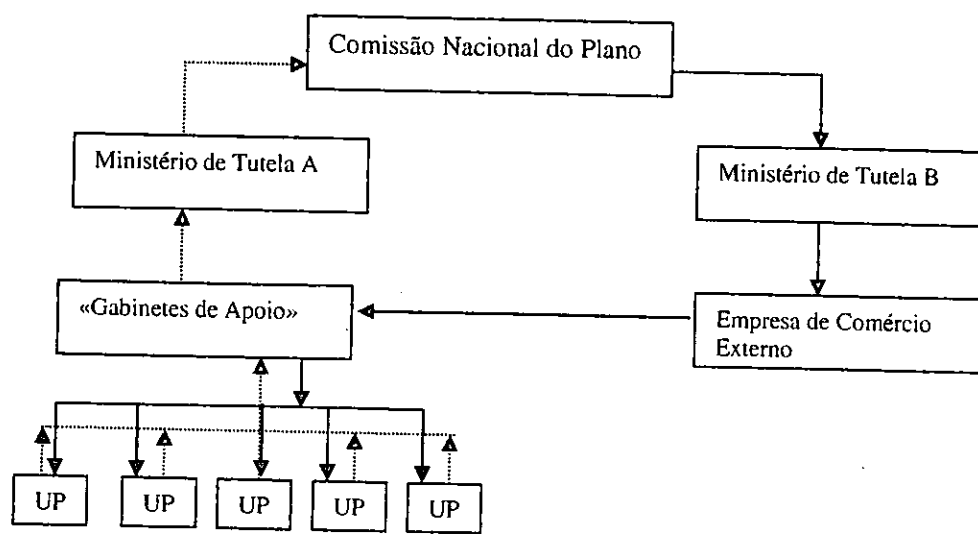 Comissão Nacional do Plano
Ministério de Tutela A
Ministério de Tutela B
«Gabinetes de Apoio»
Empresa de Comércio
Externo
UP
UP
UP
UP
UP